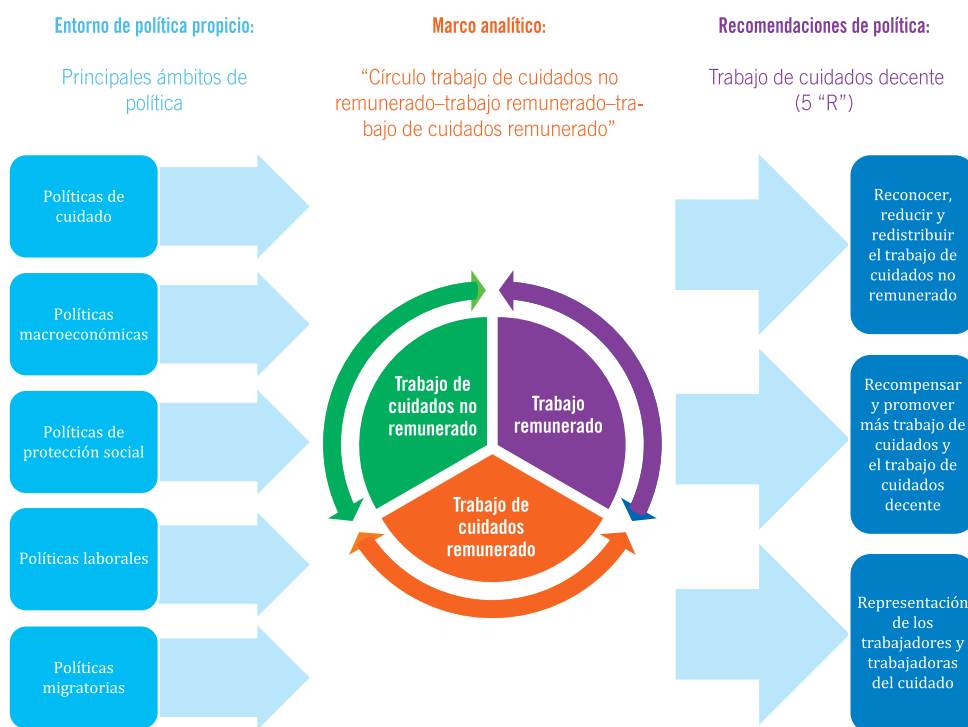 Entorno de política propicio:
Principales ámbitos de
política
Marco analítico:
“Círculo trabajo de cuidados no
remunerado–trabajo remunerado–tra-
bajo de cuidados remunerado”
Recomendaciones de política:
Trabajo de cuidados decente
(5 “R”)
Políticas de
cuidado
Políticas
macroeconómicas
Políticas de
protección social
Políticas laborales
Políticas
migratorias
Trabajo de
cuidados no
remunerado
Trabajo
remunerado
Trabajo de
cuidados
remunerado
Reconocer,
reducir y
redistribuir
el trabajo de
cuidados no
remunerado
Recompensar
y promover
más trabajo de
cuidados y
el trabajo de
cuidados
decente
Representación
de los
trabajadores y
trabajadoras
del cuidado